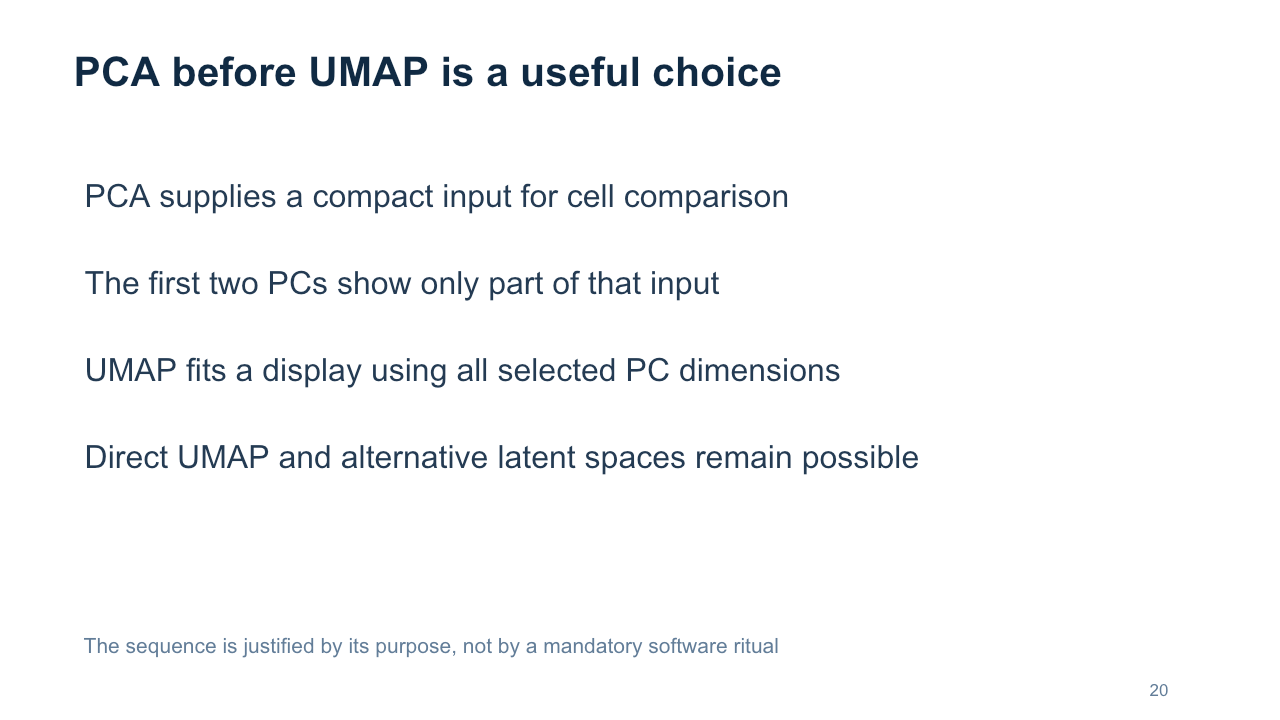 PCA before UMAP is a useful choice
PCA supplies a compact input for cell comparison
The first two PCs show only part of that input
UMAP fits a display using all selected PC dimensions
Direct UMAP and alternative latent spaces remain possible
The sequence is justified by its purpose, not by a mandatory software ritual
20